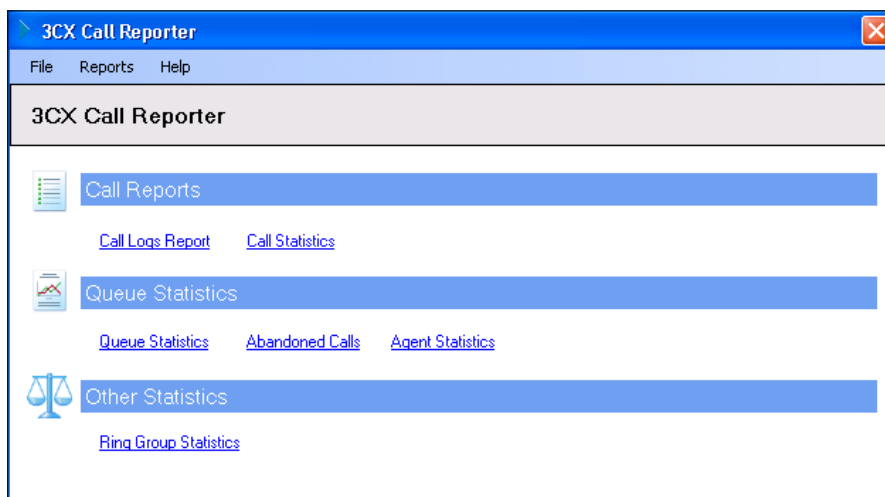 3CX Call Reporter
File Reports Help
3CX Call Reporter
Call Reports
Call Logs Report Call Statistics
Queue Statistics
Queue Statistics Abandoned Calls Agent Statistics
Other Statistics
Ring Group Statistics